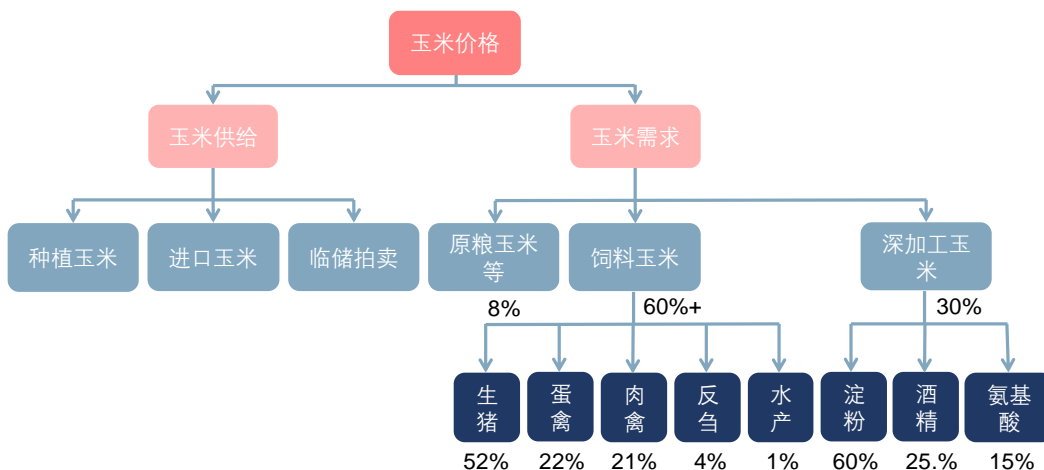 玉米价格
玉米供给
玉米需求
种植玉米
进口玉米
临储拍卖
原粮玉米
等
饲料玉米
深加工玉
米
8%
60%+
30%
生
猪
蛋
禽
肉
禽
反
刍
水
产
淀
粉
酒
精
氨基
酸
52%
22%
21%
4%
1%
60%
25.%
15%